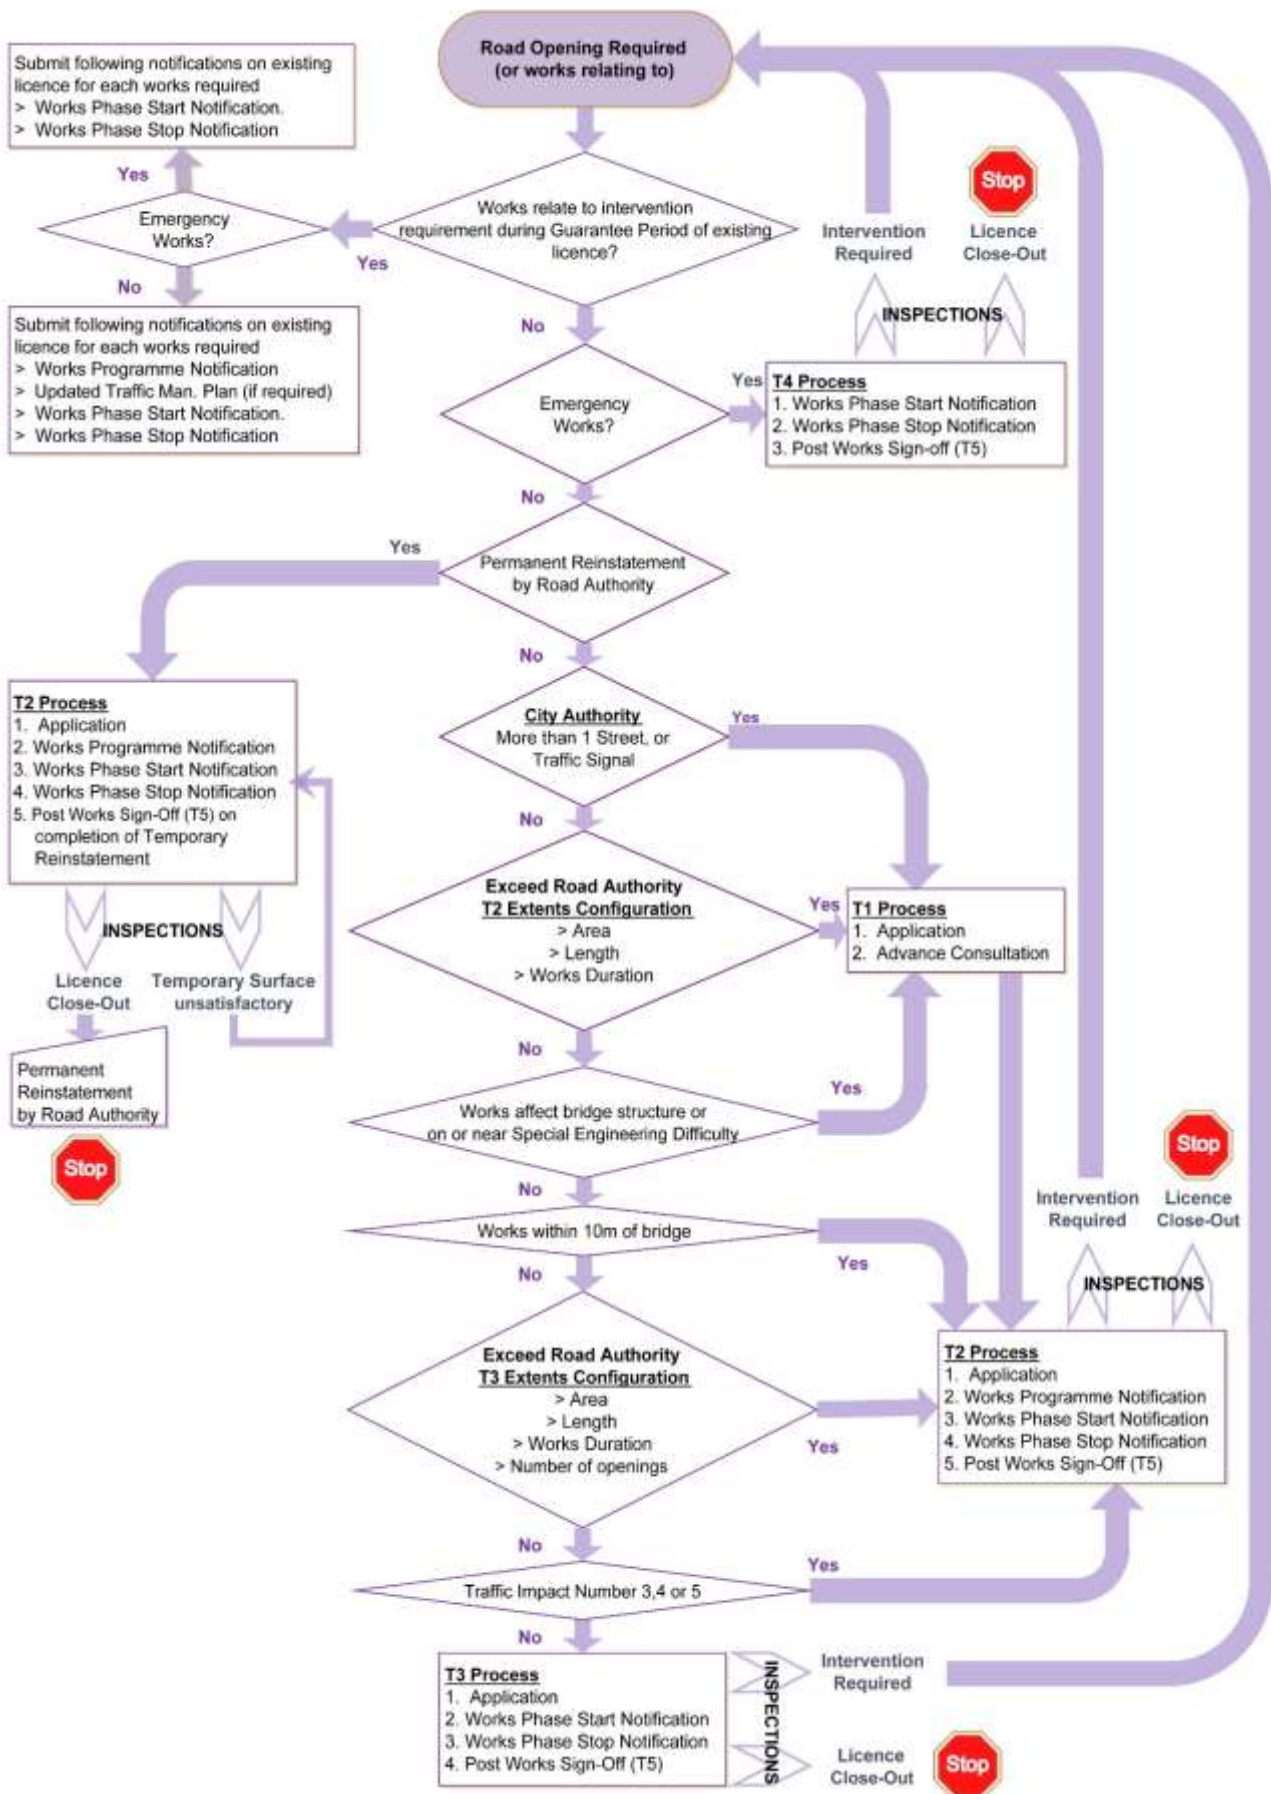 Road Opening Required
(or works relating to)
Submit following notifications on existing
licence for each works required
> Works Phase Start Notification.
> Works Phase Stop Notification
Yes
Emergency
Works?
No
Yes
Works relate to intervention
requirement during Guarantee Period of existing
licence?
Submit following notifications on existing
licence for each works required
> Works Programme Notification
> Updated Traffic Man. Plan (if required)
> Works Phase Start Notification.
> Works Phase Stop Notification
No
Emergency
Works?
Yes
Stop
Intervention
Required
Licence
Close-Out
INSPECTIONS
T4 Process
1. Works Phase Start Notification
2. Works Phase Stop Notification
3. Post Works Sign-off (T5)
No
Permanent Reinstatement
by Road Authority
Yes
T2 Process
1. Application
2. Works Programme Notification
3. Works Phase Start Notification
4. Works Phase Stop Notification
5. Post Works Sign-Off (T5) on
completion of Temporary
Reinstatement
INSPECTIONS
Licence
Close-Out
Temporary Surface
unsatisfactory
Permanent
Reinstatement
by Road Authority
Stop
No
City Authority
More than 1 Street, or
Traffic Signal
Yes
No
Exceed Road Authority
T2 Extents Configuration
> Area
> Length
> Works Duration
Yes
T1 Process
1. Application
2. Advance Consultation
No
Works affect bridge structure or
on or near Special Engineering Difficulty
Yes
No
Works within 10m of bridge
Yes
No
Exceed Road Authority
T3 Extents Configuration
> Area
> Length
> Works Duration
> Number of openings
Yes
Stop
Intervention
Required
Licence
Close-Out
INSPECTIONS
T2 Process
1. Application
2. Works Programme Notification
3. Works Phase Start Notification
4. Works Phase Stop Notification
5. Post Works Sign-Off (T5)
No
Traffic Impact Number 3,4 or 5
Yes
No
T3 Process
1. Application
2. Works Phase Start Notification
3. Works Phase Stop Notification
4. Post Works Sign-Off (T5)
INSPECTIONS
Intervention
Required
Licence
Close-Out
Stop